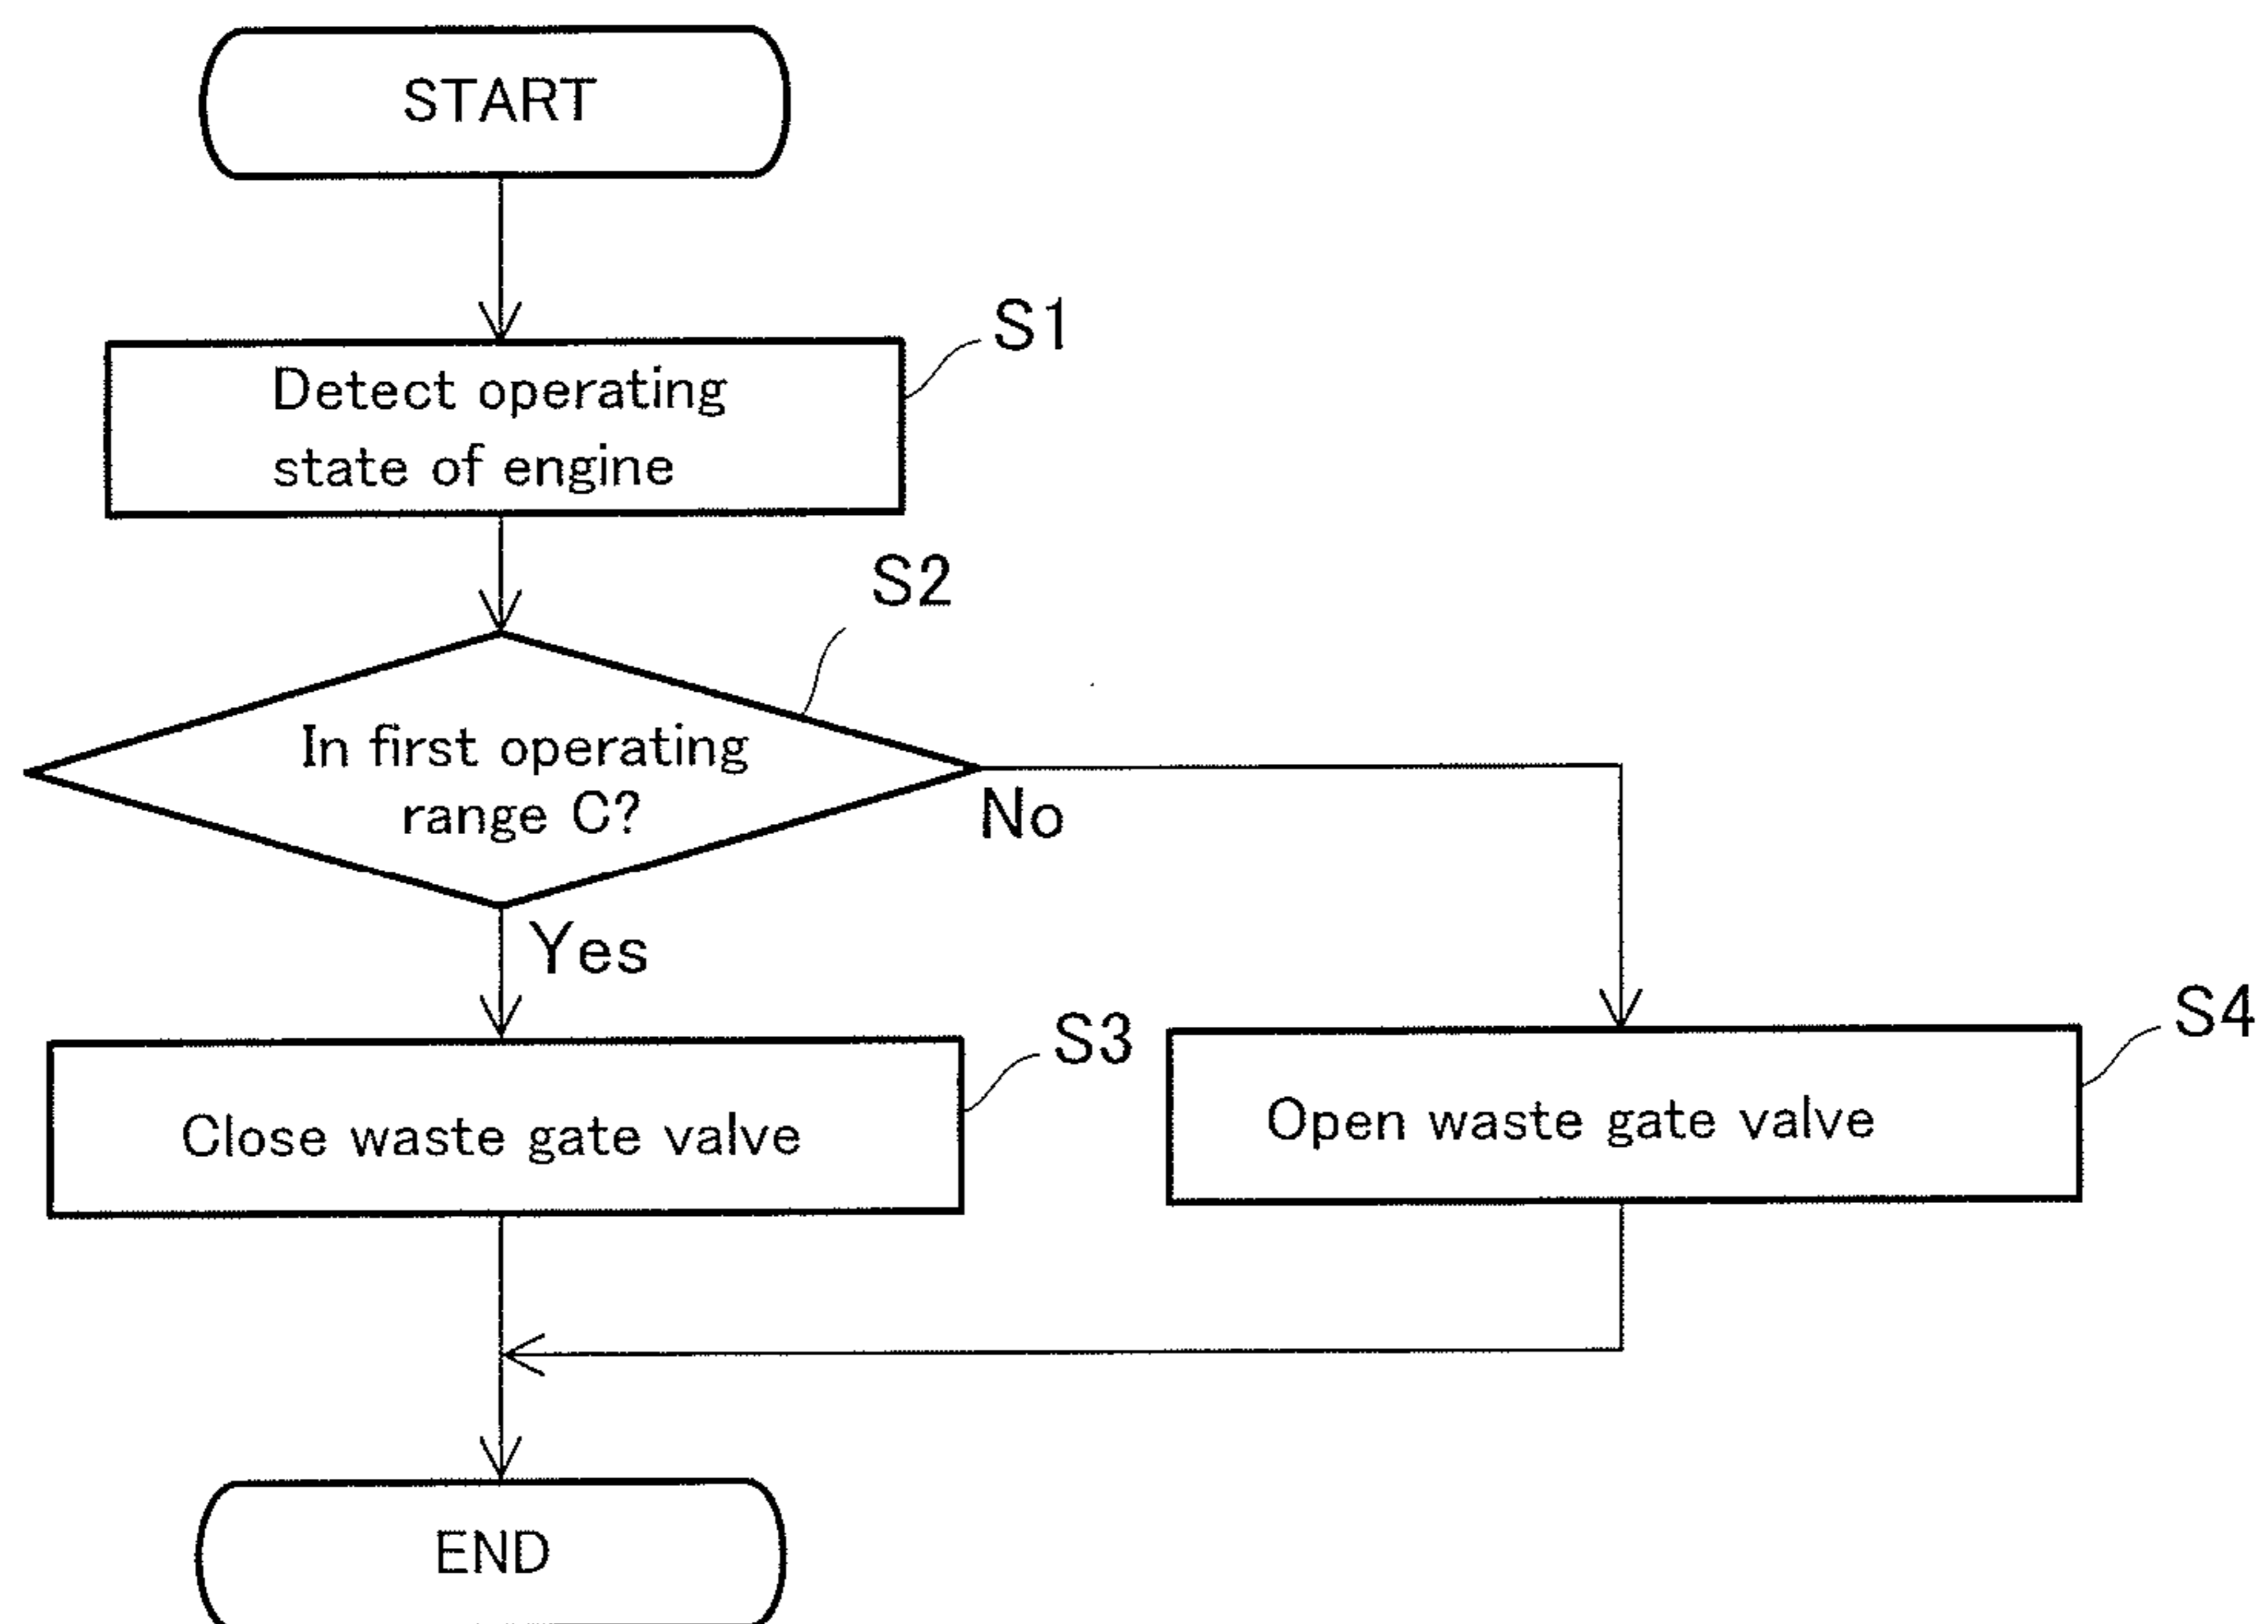 START
S1
Detect operating
state of engine
S2
In first operating
range C?
No
Yes
S3
Close waste gate valve
S4
Open waste gate valve
END